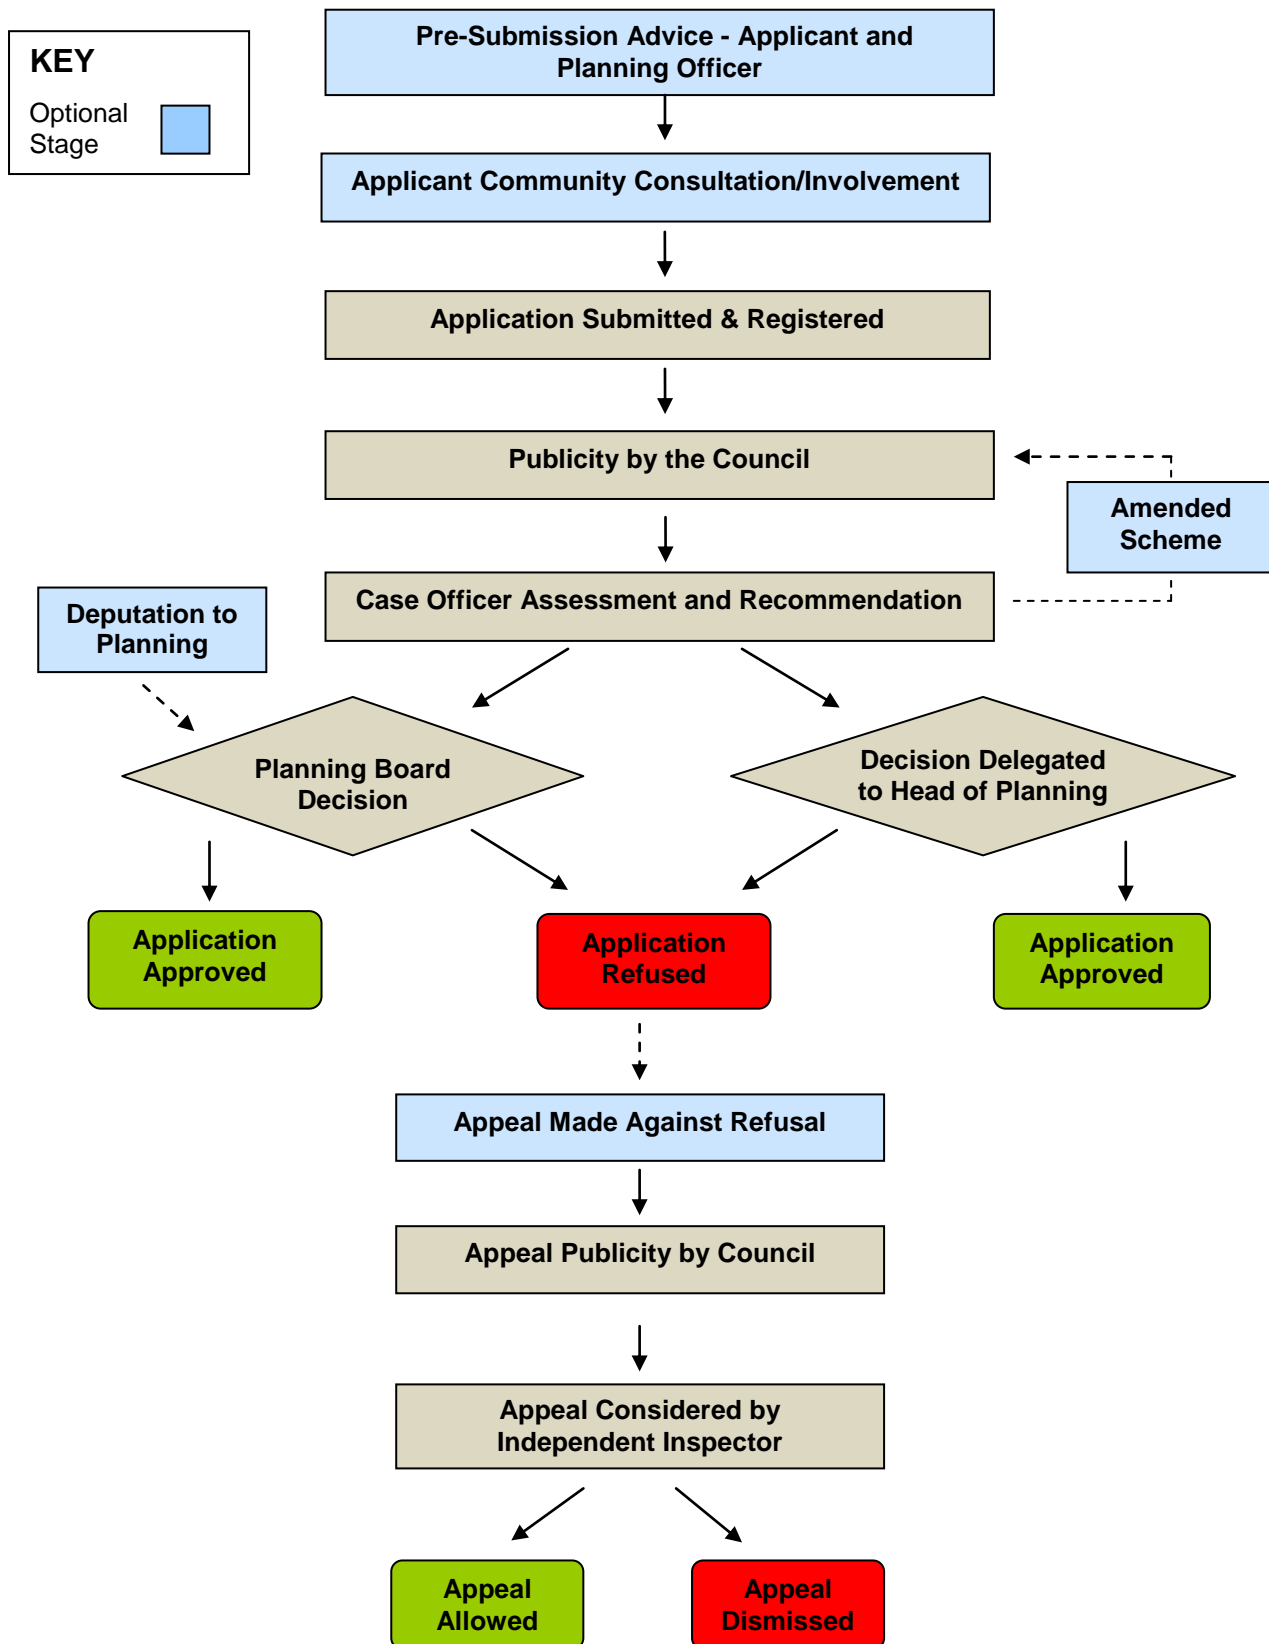 KEY
Optional
Stage
Pre-Submission Advice - Applicant and
Planning Officer
Applicant Community Consultation/Involvement
Application Submitted & Registered
Publicity by the Council
Amended
Scheme
Case Officer Assessment and Recommendation
Deputation to
Planning
Planning Board
Decision
Decision Delegated
to Head of Planning
Application
Approved
Application
Refused
Application
Approved
Appeal Made Against Refusal
Appeal Publicity by Council
Appeal Considered by
Independent Inspector
Appeal
Allowed
Appeal
Dismissed